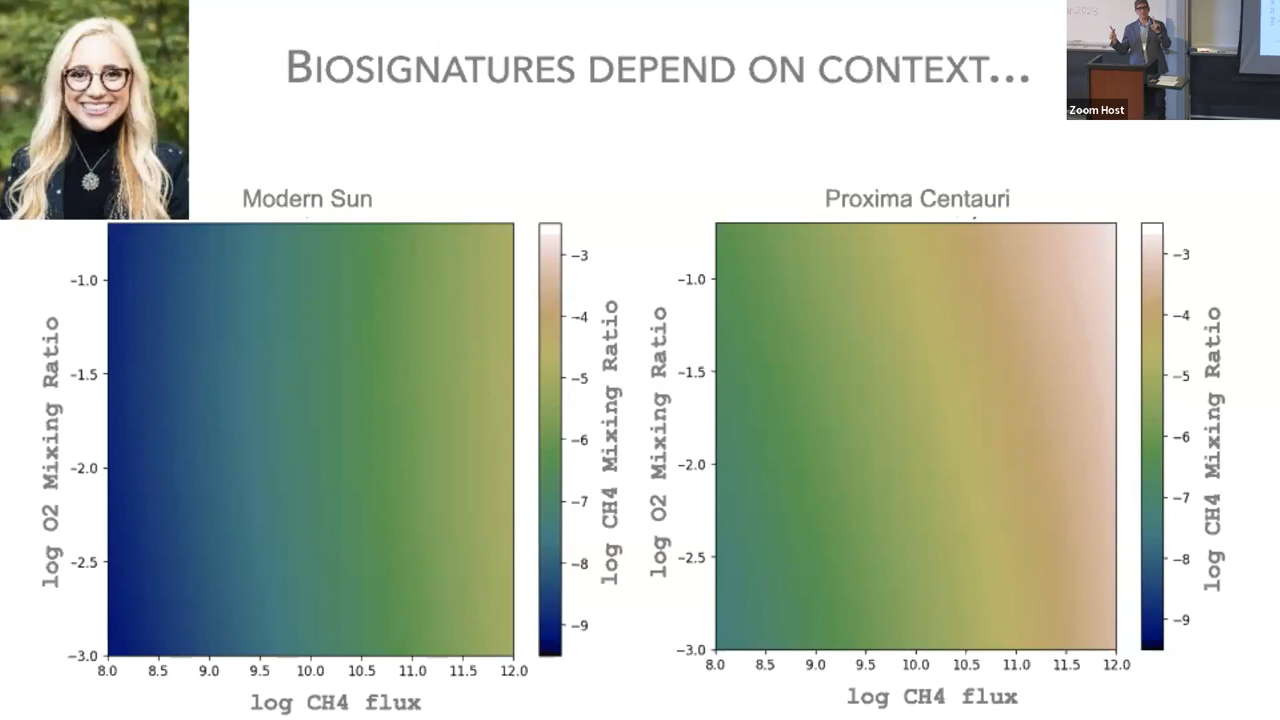 BIOSIGNATURES DEPEND ON CONTEXT...
Zoom Host
Modern Sun
log O2 Mixing Ratio
−1.0
−1.5
−2.0
−2.5
−3.0
8.0 8.5 9.0 9.5 10.0 10.5 11.0 11.5 12.0
log CH4 flux
−3
−4
−5
−6
−7
−8
−9
log CH4 Mixing Ratio
Proxima Centauri
log O2 Mixing Ratio
−1.0
−1.5
−2.0
−2.5
−3.0
8.0 8.5 9.0 9.5 10.0 10.5 11.0 11.5 12.0
log CH4 flux
−3
−4
−5
−6
−7
−8
−9
log CH4 Mixing Ratio